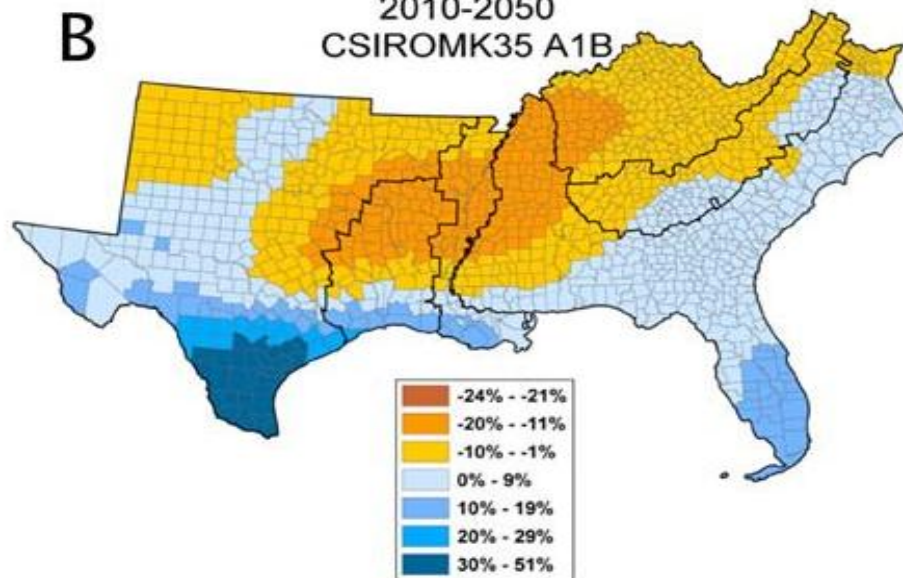 B
2010-2050
CSIROMK35 A1B
-24% - -21%
-20% - -11%
-10% - -1%
0% - 9%
10% - 19%
20% - 29%
30% - 51%